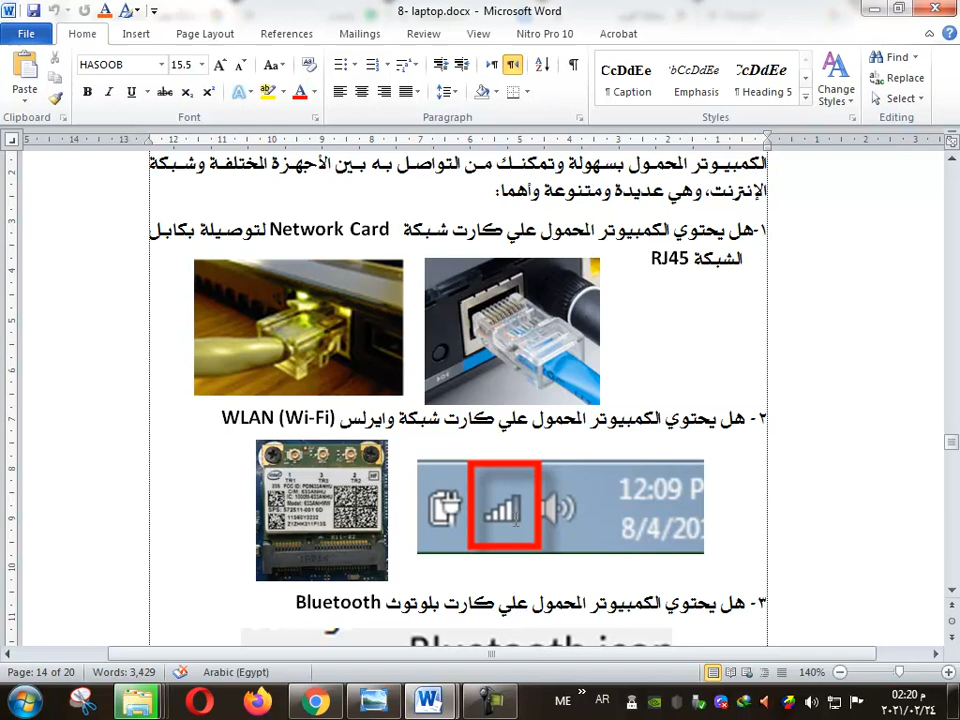 8- laptop.docx - Microsoft Word
File Home Insert Page Layout References Mailings Review View Nitro Pro 10 Acrobat
Paste
HASOOB 15.5
CcDdEe
¶ Caption
bCcDdEe
Emphasis
CcDdEe
¶ Heading 5
Change Styles
Find
Replace
Select
Clipboard Font Paragraph Styles Editing
الكمبيوتر المحمول بسهولة وتمكنك من التواصل به بين الأجهزة المختلفة وشبكة
الإنترنت، وهي عديدة ومتنوعة وأهما:
١-هل يحتوي الكمبيوتر المحمول علي كارت شبكة Network Card لتوصيلة بكابل
الشبكة RJ45
٢- هل يحتوي الكمبيوتر المحمول علي كارت شبكة وايرلس WLAN (Wi-Fi)
12:09 P
8/4/201
٣- هل يحتوي الكمبيوتر المحمول علي كارت بلوتوث Bluetooth
Bluetooth icon
Page: 14 of 20 Words: 3,429 Arabic (Egypt) 140%
ME AR
02:20 م
٢٠٢١/٠٢/٢٤